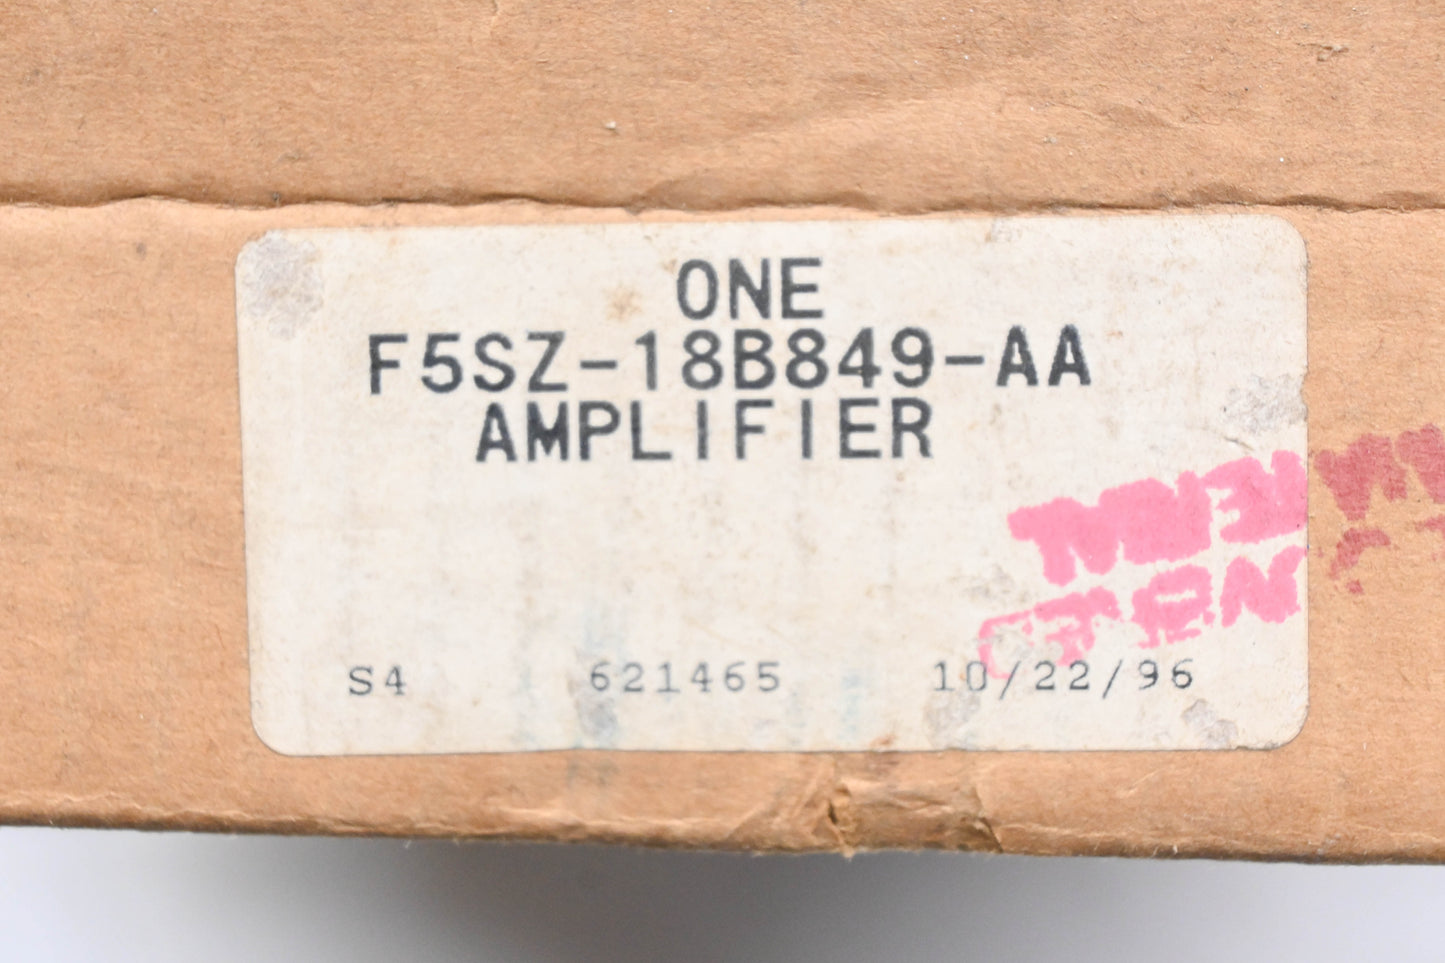 ONE
F5SZ-18B849-AA
AMPLIFIER
S4 621465 10/22/96